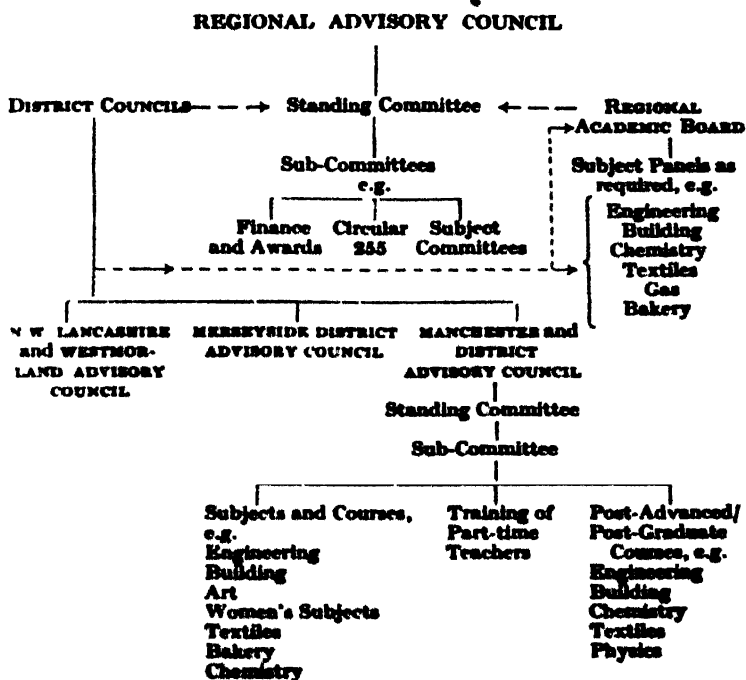 REGIONAL ADVISORY COUNCIL
DISTRICT COUNCILS
Standing Committee
REGIONAL
ACADEMIC BOARD
Sub-Committees
e.g.
Subject Panels as
required, e.g.
Finance
and Awards
Circular
255
Subject
Committees
Engineering
Building
Chemistry
Textiles
Gas
Bakery
N W LANCASHIRE
and WESTMOR-
LAND ADVISORY
COUNCIL
MERSEYSIDE DISTRICT
ADVISORY COUNCIL
MANCHESTER and
DISTRICT
ADVISORY COUNCIL
Standing Committee
Sub-Committee
Subjects and Courses,
e.g.
Engineering
Building
Art
Women's Subjects
Textiles
Bakery
Chemistry
Training of
Part-time
Teachers
Post-Advanced/
Post-Graduate
Courses, e.g.
Engineering
Building
Chemistry
Textiles
Physics